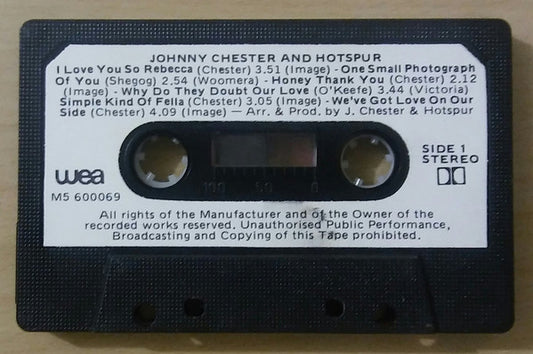 JOHNNY CHESTER AND HOTSPUR
I Love You So Rebecca (Chester) 3.51 (Image) - One Small Photograph
Of You (Shegog) 2.54 (Woomera) - Honey Thank You (Chester) 2.12
(Image) - Why Do They Doubt Our Love (O'Keefe) 3.44 (Victoria)
Simple Kind Of Fella (Chester) 3.05 (Image) - We've Got Love On Our
Side (Chester) 4.09 (Image) — Arr. & Prod. by J. Chester & Hotspur
SIDE 1
STEREO
wea
M5 600069
100 50 0
All rights of the Manufacturer and of the Owner of the
recorded works reserved. Unauthorised Public Performance,
Broadcasting and Copying of this Tape prohibited.